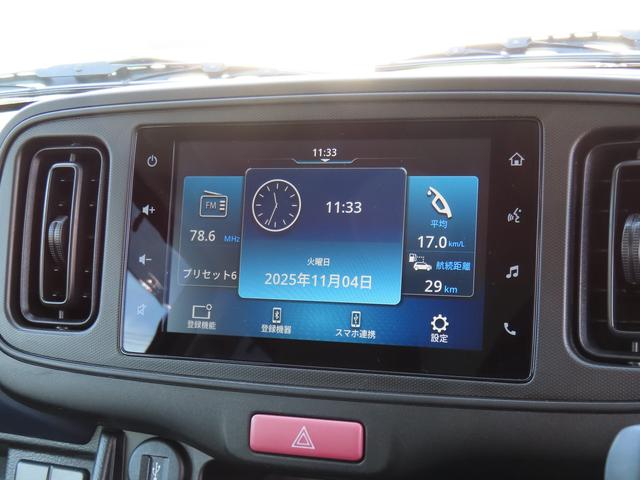 11:33
FM
78.6 MHz
プリセット6
11:33
火曜日
2025年11月04日
平均
17.0 km/L
航続距離
29 km
登録機能
登録機器
スマホ連携
設定